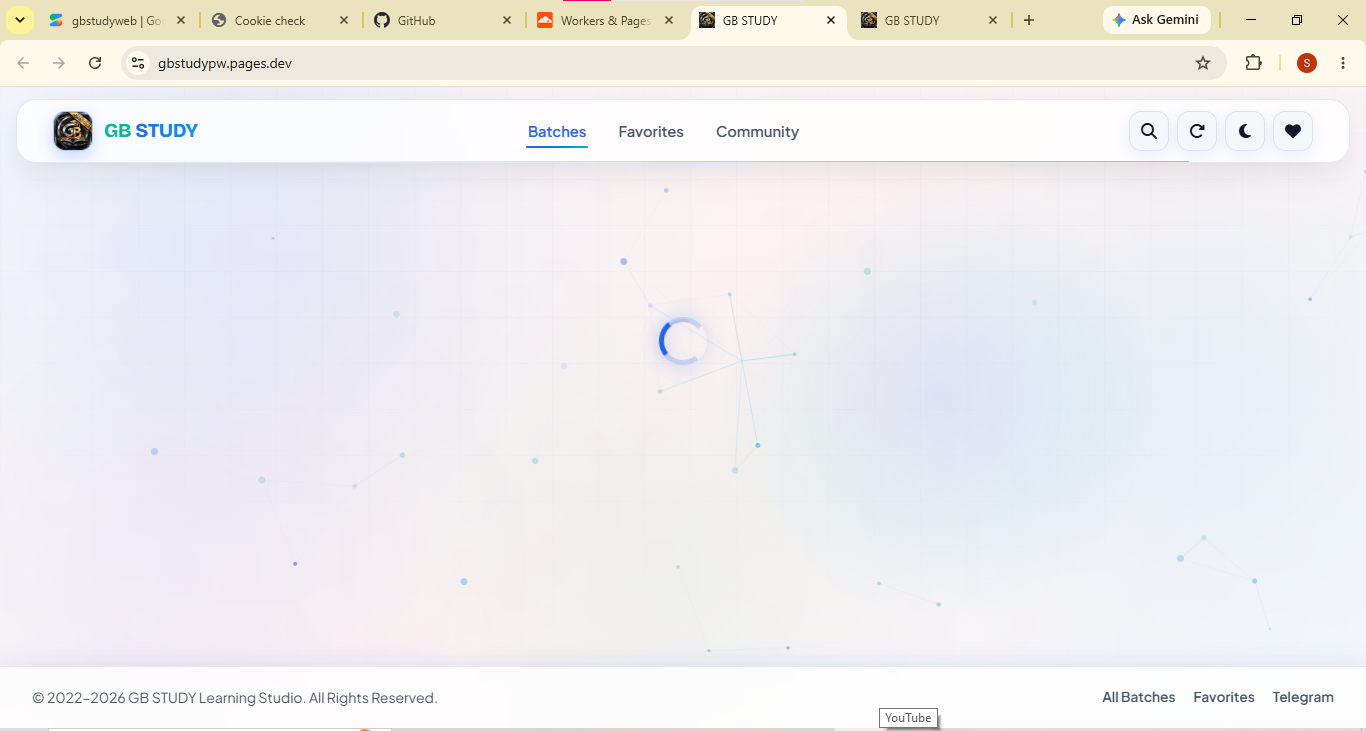 gbstudyweb | Go
Cookie check
GitHub
Workers & Pages
GB STUDY
GB STUDY
Ask Gemini
gbstudypw.pages.dev
S
GB STUDY
Batches
Favorites
Community
© 2022–2026 GB STUDY Learning Studio. All Rights Reserved.
All Batches
Favorites
Telegram
YouTube